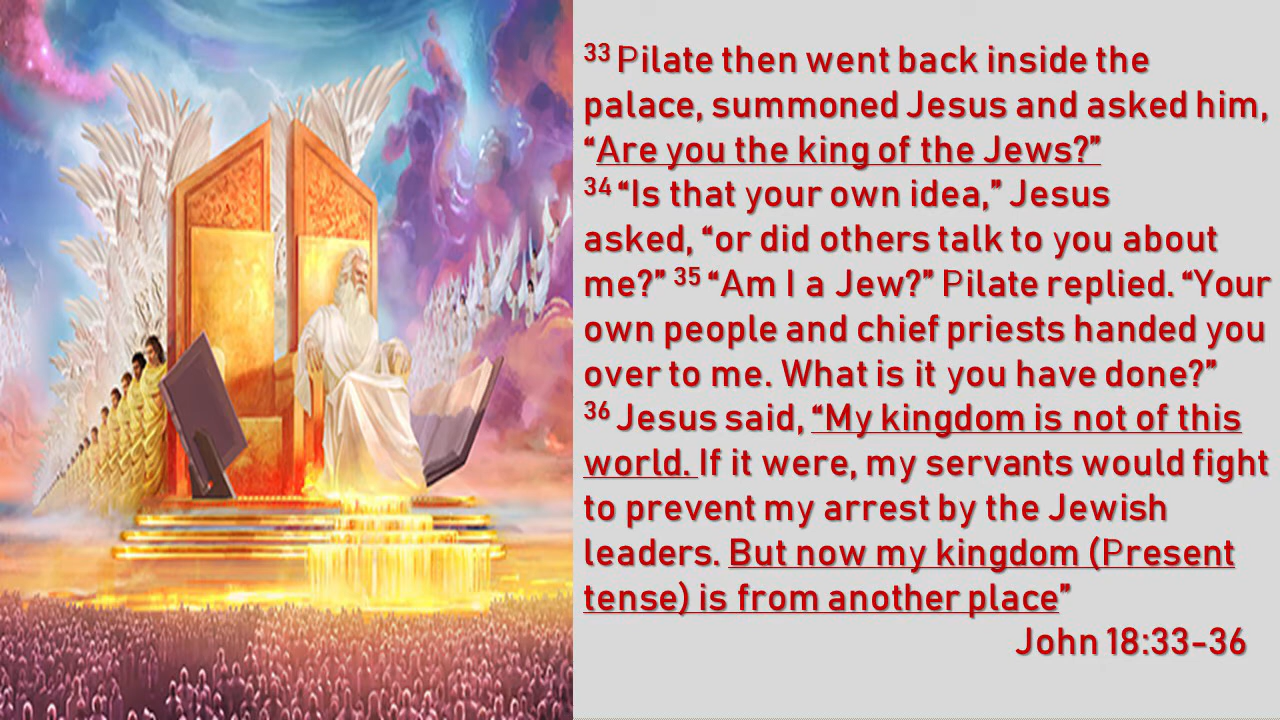 ³³ Pilate then went back inside the
palace, summoned Jesus and asked him,
“Are you the king of the Jews?”
³⁴ “Is that your own idea,” Jesus
asked, “or did others talk to you about
me?” ³⁵ “Am I a Jew?” Pilate replied. “Your
own people and chief priests handed you
over to me. What is it you have done?”
³⁶ Jesus said, “My kingdom is not of this
world. If it were, my servants would fight
to prevent my arrest by the Jewish
leaders. But now my kingdom (Present
tense) is from another place”
John 18:33-36